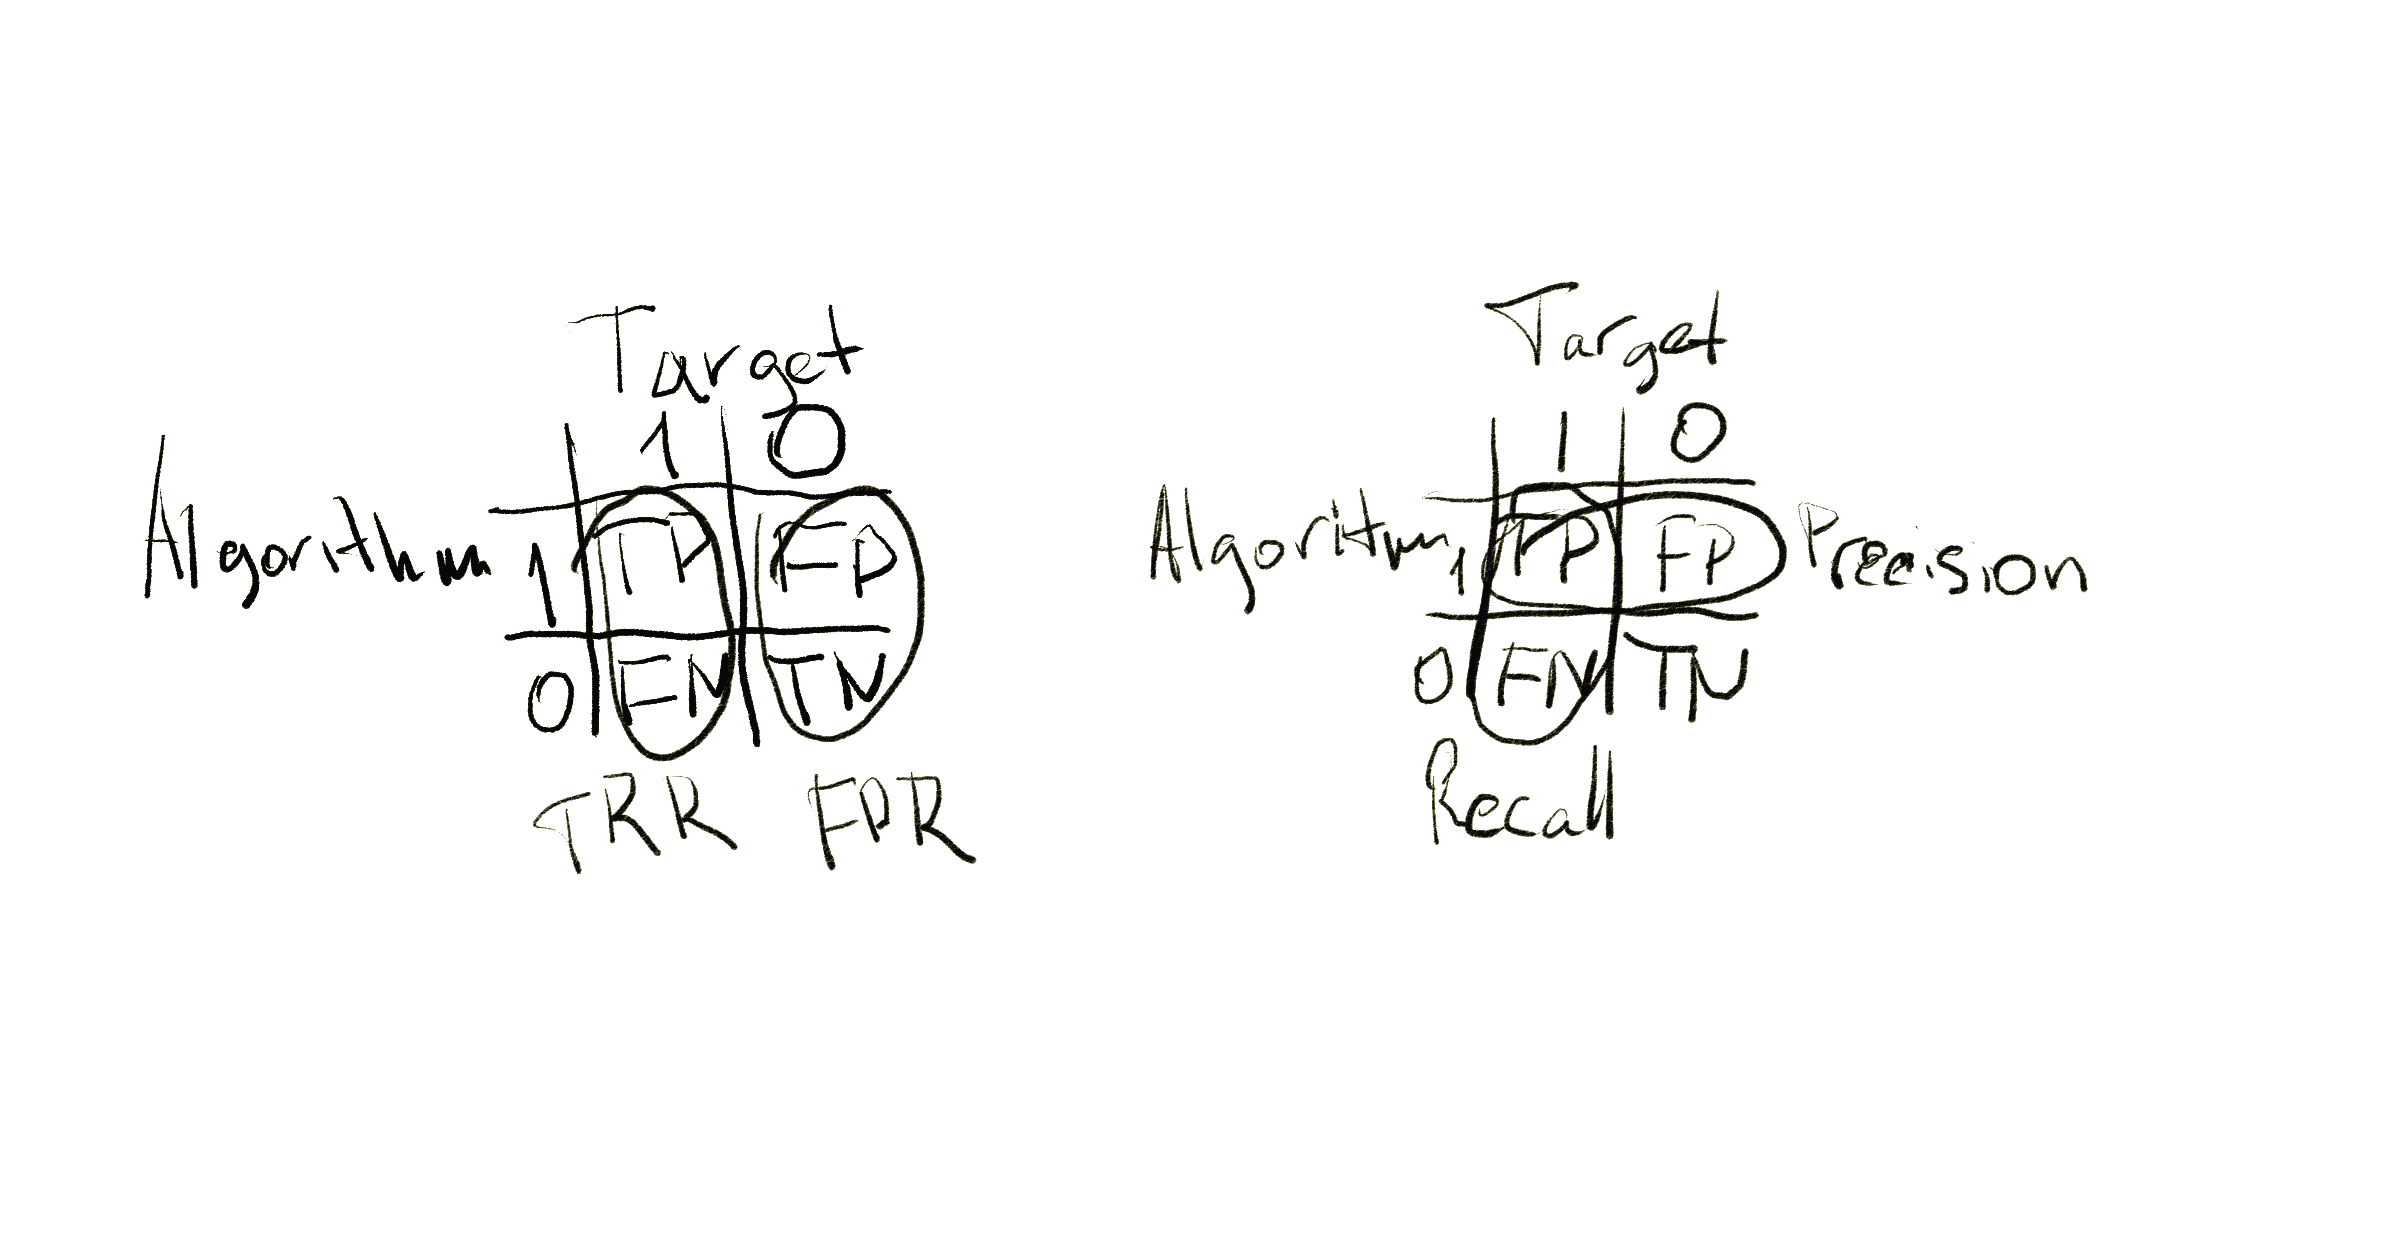 Target
1 0
Algorithm 1 TP FP
0 FN TN
TRR FPR
Target
1 0
Algorithm 1 TP FP Precision
0 FN TN
Recall